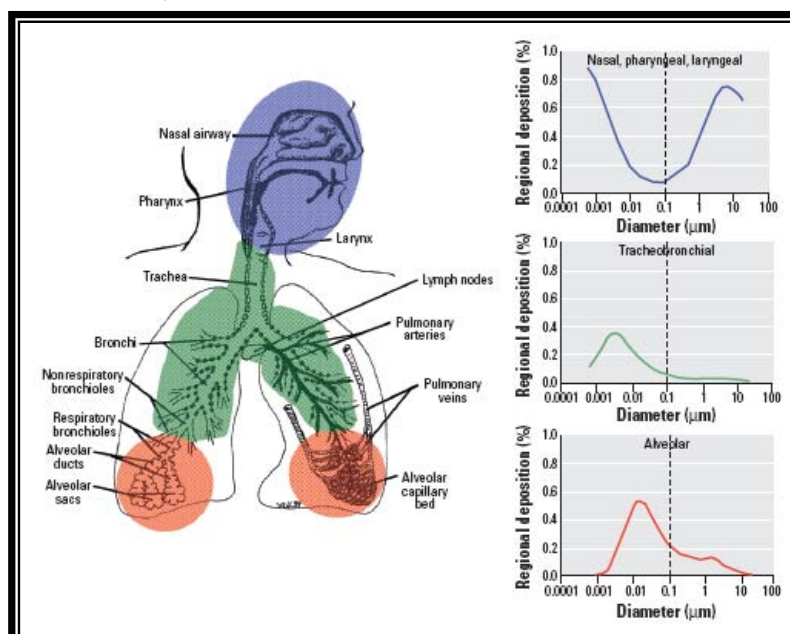 Nasal airway
Pharynx
Larynx
Trachea
Lymph nodes
Bronchi
Pulmonary
arteries
Nonrespiratory
bronchioles
Pulmonary
veins
Respiratory
bronchioles
Alveolar
ducts
Alveolar
sacs
Alveolar
capillary
bed
Regional deposition (%)
1.0
0.8
0.6
0.4
0.2
0.0
Nasal, pharyngeal, laryngeal
0.0001 0.001 0.01 0.1 1 10 100
Diameter (µm)
Regional deposition (%)
1.0
0.8
0.6
0.4
0.2
0.0
Tracheobronchial
0.0001 0.001 0.01 0.1 1 10 100
Diameter (µm)
Regional deposition (%)
1.0
0.8
0.6
0.4
0.2
0.0
Alveolar
0.0001 0.001 0.01 0.1 1 10 100
Diameter (µm)